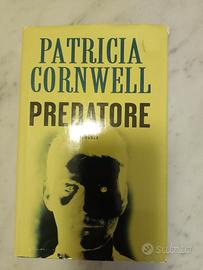 PATRICIA
CORNWELL
PREDATORE
subito